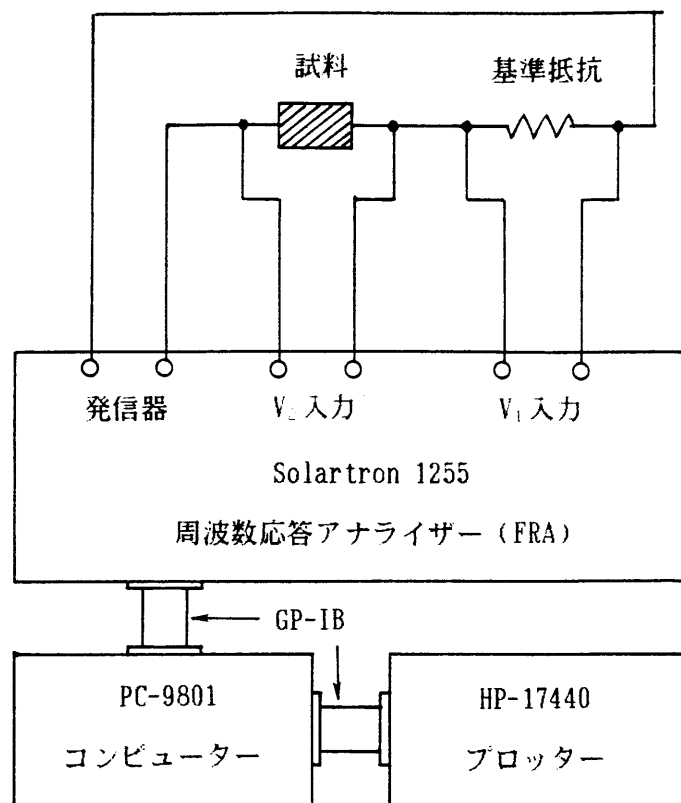 試料
基準抵抗
発信器
V₂入力
V₁入力
Solartron 1255
周波数応答アナライザー(FRA)
GP-IB
PC-9801
コンピューター
HP-17440
プロッター